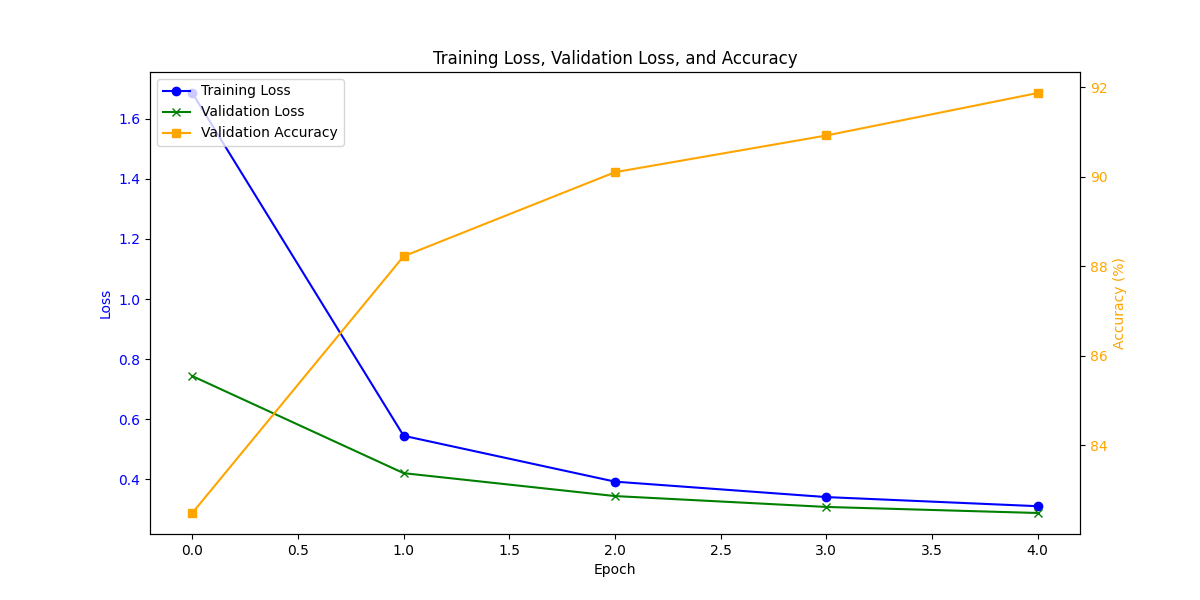 Training Loss, Validation Loss, and Accuracy
Training Loss
Validation Loss
Validation Accuracy
1.6
1.4
1.2
1.0
0.8
0.6
0.4
Loss
92
90
88
86
84
Accuracy (%)
0.0 0.5 1.0 1.5 2.0 2.5 3.0 3.5 4.0
Epoch